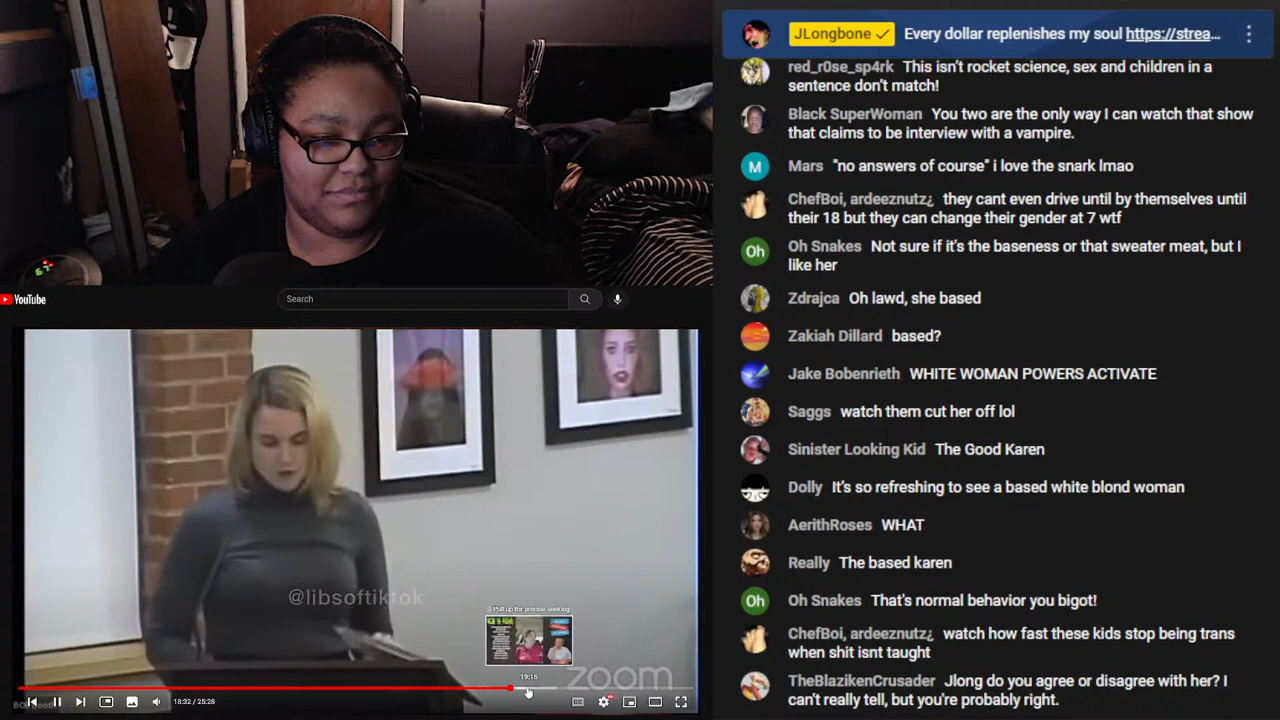 JLongbone ✓ Every dollar replenishes my soul https://strea...
red_r0se_sp4rk This isn't rocket science, sex and children in a
sentence don't match!
Black SuperWoman You two are the only way I can watch that show
that claims to be interview with a vampire.
M Mars "no answers of course" i love the snark lmao
ChefBoi, ardeeznutz¿ they cant even drive until by themselves until
their 18 but they can change their gender at 7 wtf
Oh Oh Snakes Not sure if it's the baseness or that sweater meat, but I
like her
Zdrajca Oh lawd, she based
Zakiah Dillard based?
Jake Bobenrieth WHITE WOMAN POWERS ACTIVATE
Saggs watch them cut her off lol
Sinister Looking Kid The Good Karen
Dolly It's so refreshing to see a based white blond woman
AerithRoses WHAT
Really The based karen
Oh Oh Snakes That's normal behavior you bigot!
ChefBoi, ardeeznutz¿ watch how fast these kids stop being trans
when shit isnt taught
TheBlazikenCrusader Jlong do you agree or disagree with her? I
can't really tell, but you're probably right.
YouTube
Search
@libsoftiktok
Pull up for precise seeking
19:16
zoom
18:32 / 25:28